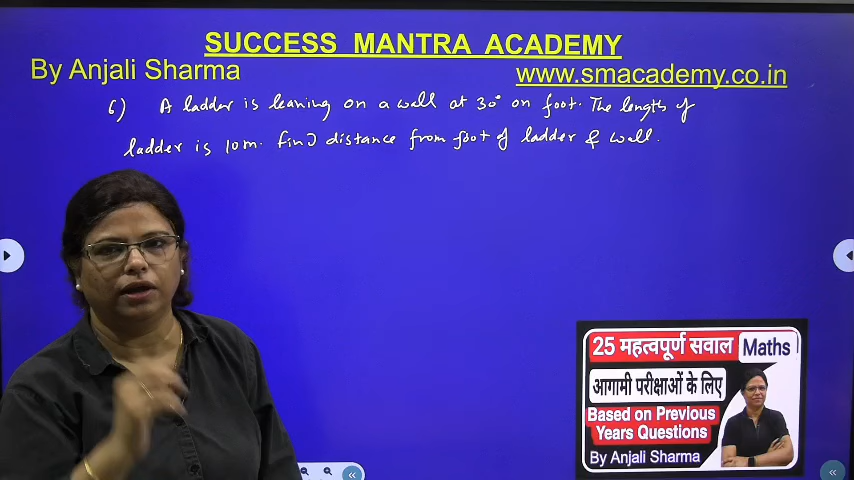 SUCCESS MANTRA ACADEMY
By Anjali Sharma
www.smacademy.co.in
6) A ladder is leaning on a wall at 30° on foot. The length of
ladder is 10m. find distance from foot of ladder & wall.
25 महत्वपूर्ण सवाल
Maths
आगामी परीक्षाओं के लिए
Based on Previous
Years Questions
By Anjali Sharma